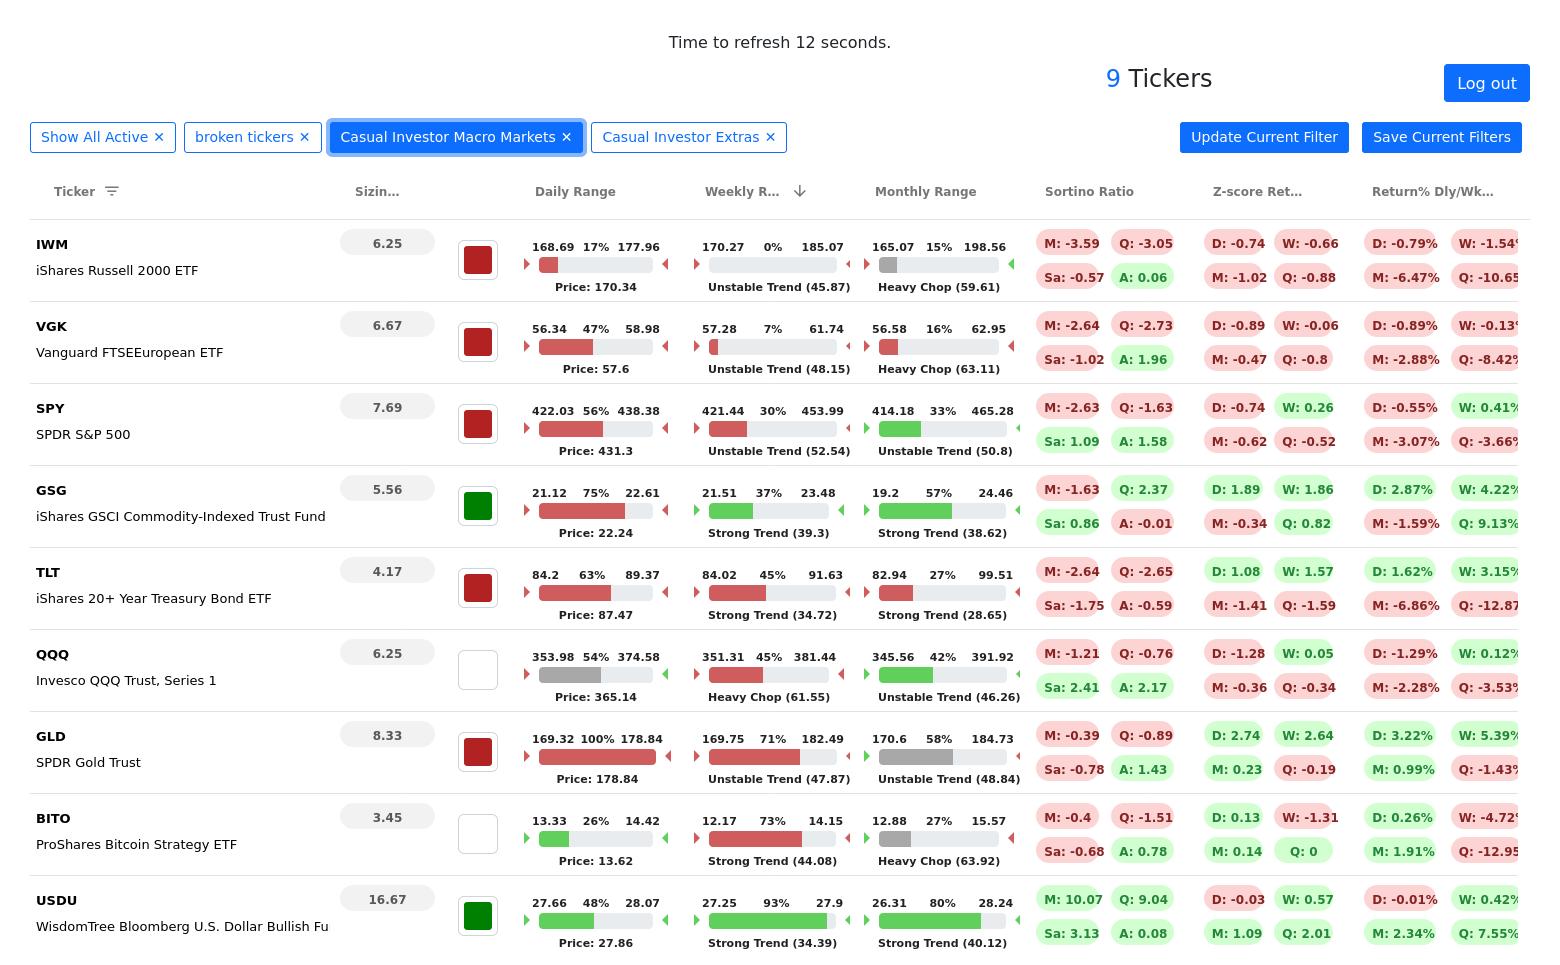 Time to refresh 12 seconds.
9 Tickers
Log out
Show All Active ✕ broken tickers ✕ Casual Investor Macro Markets ✕ Casual Investor Extras ✕ Update Current Filter Save Current Filters
Ticker Sizin... Daily Range Weekly R... Monthly Range Sortino Ratio Z-score Ret... Return% Dly/Wk...
IWM 6.25 M: -3.59 Q: -3.05 D: -0.74 W: -0.66 D: -0.79% W: -1.54%
168.69 17% 177.96 170.27 0% 185.07 165.07 15% 198.56
iShares Russell 2000 ETF Sa: -0.57 A: 0.06 M: -1.02 Q: -0.88 M: -6.47% Q: -10.65
Price: 170.34 Unstable Trend (45.87) Heavy Chop (59.61)
VGK 6.67 M: -2.64 Q: -2.73 D: -0.89 W: -0.06 D: -0.89% W: -0.13%
56.34 47% 58.98 57.28 7% 61.74 56.58 16% 62.95
Vanguard FTSEEuropean ETF Sa: -1.02 A: 1.96 M: -0.47 Q: -0.8 M: -2.88% Q: -8.42%
Price: 57.6 Unstable Trend (48.15) Heavy Chop (63.11)
SPY 7.69 M: -2.63 Q: -1.63 D: -0.74 W: 0.26 D: -0.55% W: 0.41%
422.03 56% 438.38 421.44 30% 453.99 414.18 33% 465.28
SPDR S&P 500 Sa: 1.09 A: 1.58 M: -0.62 Q: -0.52 M: -3.07% Q: -3.66%
Price: 431.3 Unstable Trend (52.54) Unstable Trend (50.8)
GSG 5.56 M: -1.63 Q: 2.37 D: 1.89 W: 1.86 D: 2.87% W: 4.22%
21.12 75% 22.61 21.51 37% 23.48 19.2 57% 24.46
iShares GSCI Commodity-Indexed Trust Fund Sa: 0.86 A: -0.01 M: -0.34 Q: 0.82 M: -1.59% Q: 9.13%
Price: 22.24 Strong Trend (39.3) Strong Trend (38.62)
TLT 4.17 M: -2.64 Q: -2.65 D: 1.08 W: 1.57 D: 1.62% W: 3.15%
84.2 63% 89.37 84.02 45% 91.63 82.94 27% 99.51
iShares 20+ Year Treasury Bond ETF Sa: -1.75 A: -0.59 M: -1.41 Q: -1.59 M: -6.86% Q: -12.87
Price: 87.47 Strong Trend (34.72) Strong Trend (28.65)
QQQ 6.25 M: -1.21 Q: -0.76 D: -1.28 W: 0.05 D: -1.29% W: 0.12%
353.98 54% 374.58 351.31 45% 381.44 345.56 42% 391.92
Invesco QQQ Trust, Series 1 Sa: 2.41 A: 2.17 M: -0.36 Q: -0.34 M: -2.28% Q: -3.53%
Price: 365.14 Heavy Chop (61.55) Unstable Trend (46.26)
GLD 8.33 M: -0.39 Q: -0.89 D: 2.74 W: 2.64 D: 3.22% W: 5.39%
169.32 100% 178.84 169.75 71% 182.49 170.6 58% 184.73
SPDR Gold Trust Sa: -0.78 A: 1.43 M: 0.23 Q: -0.19 M: 0.99% Q: -1.43%
Price: 178.84 Unstable Trend (47.87) Unstable Trend (48.84)
BITO 3.45 M: -0.4 Q: -1.51 D: 0.13 W: -1.31 D: 0.26% W: -4.72%
13.33 26% 14.42 12.17 73% 14.15 12.88 27% 15.57
ProShares Bitcoin Strategy ETF Sa: -0.68 A: 0.78 M: 0.14 Q: 0 M: 1.91% Q: -12.95
Price: 13.62 Strong Trend (44.08) Heavy Chop (63.92)
USDU 16.67 M: 10.07 Q: 9.04 D: -0.03 W: 0.57 D: -0.01% W: 0.42%
27.66 48% 28.07 27.25 93% 27.9 26.31 80% 28.24
WisdomTree Bloomberg U.S. Dollar Bullish Fu Sa: 3.13 A: 0.08 M: 1.09 Q: 2.01 M: 2.34% Q: 7.55%
Price: 27.86 Strong Trend (34.39) Strong Trend (40.12)